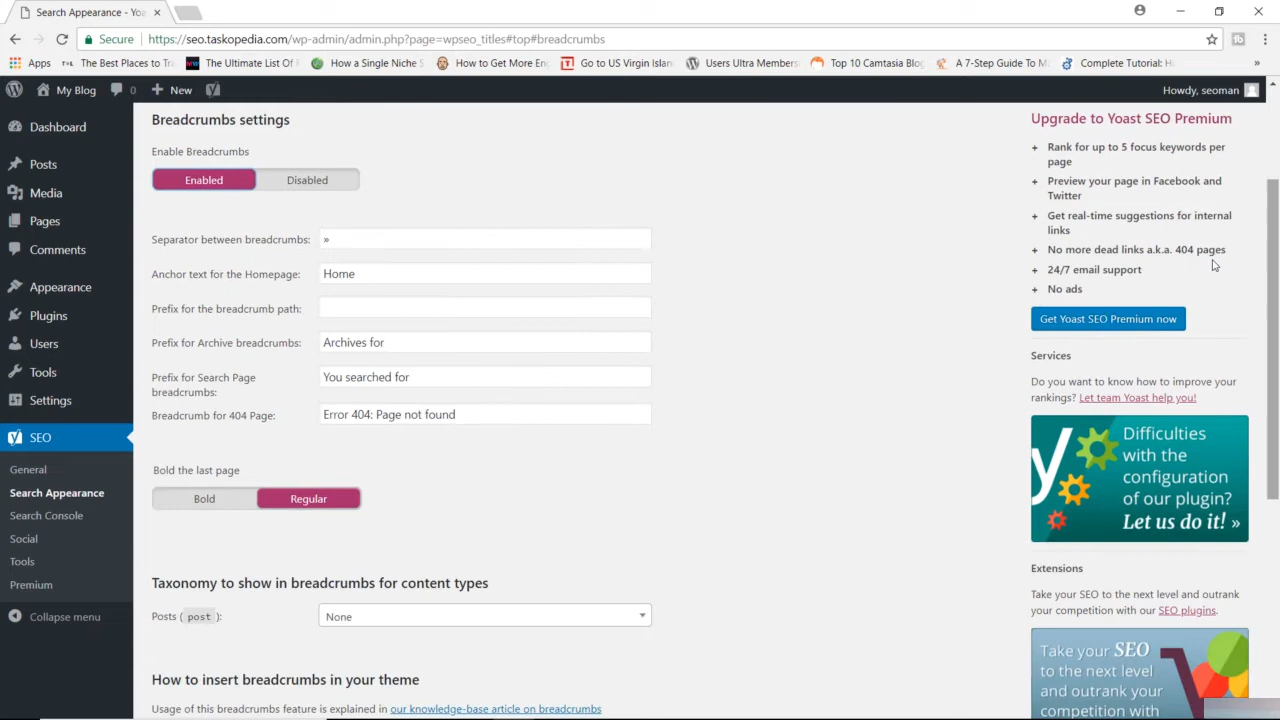 Search Appearance - Yoa
Secure https://seo.taskopedia.com/wp-admin/admin.php?page=wpseo_titles#top#breadcrumbs
Apps The Best Places to Tra The Ultimate List Of F How a Single Niche S How to Get More Eng Go to US Virgin Islan Users Ultra Members Top 10 Camtasia Blog A 7-Step Guide To M Complete Tutorial: H »
My Blog 0 + New Howdy, seoman
Dashboard
Posts
Media
Pages
Comments
Appearance
Plugins
Users
Tools
Settings
SEO
General
Search Appearance
Search Console
Social
Tools
Premium
Collapse menu
Breadcrumbs settings
Enable Breadcrumbs
Enabled Disabled
Separator between breadcrumbs: »
Anchor text for the Homepage: Home
Prefix for the breadcrumb path:
Prefix for Archive breadcrumbs: Archives for
Prefix for Search Page
breadcrumbs: You searched for
Breadcrumb for 404 Page: Error 404: Page not found
Bold the last page
Bold Regular
Taxonomy to show in breadcrumbs for content types
Posts ( post ): None
How to insert breadcrumbs in your theme
Usage of this breadcrumbs feature is explained in our knowledge-base article on breadcrumbs
Upgrade to Yoast SEO Premium
+ Rank for up to 5 focus keywords per
page
+ Preview your page in Facebook and
Twitter
+ Get real-time suggestions for internal
links
+ No more dead links a.k.a. 404 pages
+ 24/7 email support
+ No ads
Get Yoast SEO Premium now
Services
Do you want to know how to improve your
rankings? Let team Yoast help you!
Difficulties
with the
configuration
of our plugin?
Let us do it! »
Extensions
Take your SEO to the next level and outrank
your competition with our SEO plugins.
Take your SEO
to the next level
and outrank your
competition with